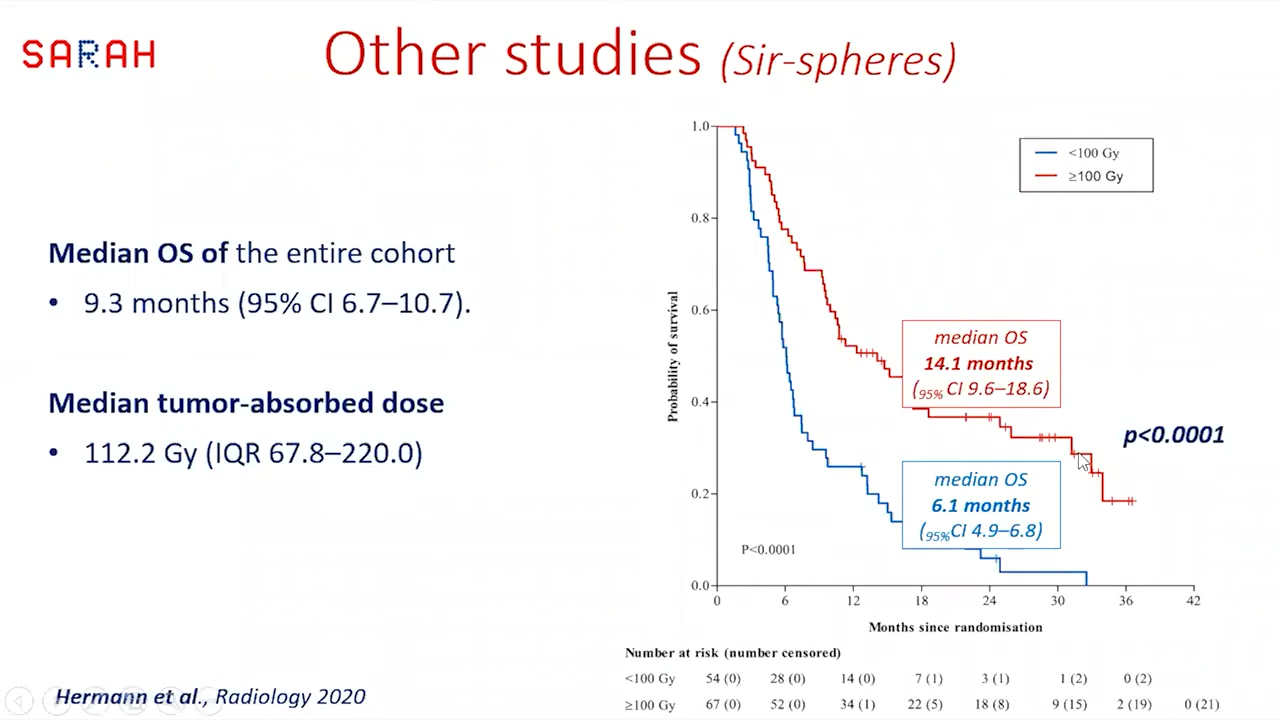 SARAH
Other studies (Sir-spheres)
Median OS of the entire cohort
• 9.3 months (95% CI 6.7–10.7).
Median tumor-absorbed dose
• 112.2 Gy (IQR 67.8–220.0)
Hermann et al., Radiology 2020
<100 Gy
≥100 Gy
1.0
0.8
0.6
0.4
0.2
0.0
Probability of survival
median OS
14.1 months
(95% CI 9.6–18.6)
p<0.0001
median OS
6.1 months
(95%CI 4.9–6.8)
P<0.0001
0 6 12 18 24 30 36 42
Months since randomisation
Number at risk (number censored)
<100 Gy 54 (0) 28 (0) 14 (0) 7 (1) 3 (1) 1 (2) 0 (2)
≥100 Gy 67 (0) 52 (0) 34 (1) 22 (5) 18 (8) 9 (15) 2 (19) 0 (21)